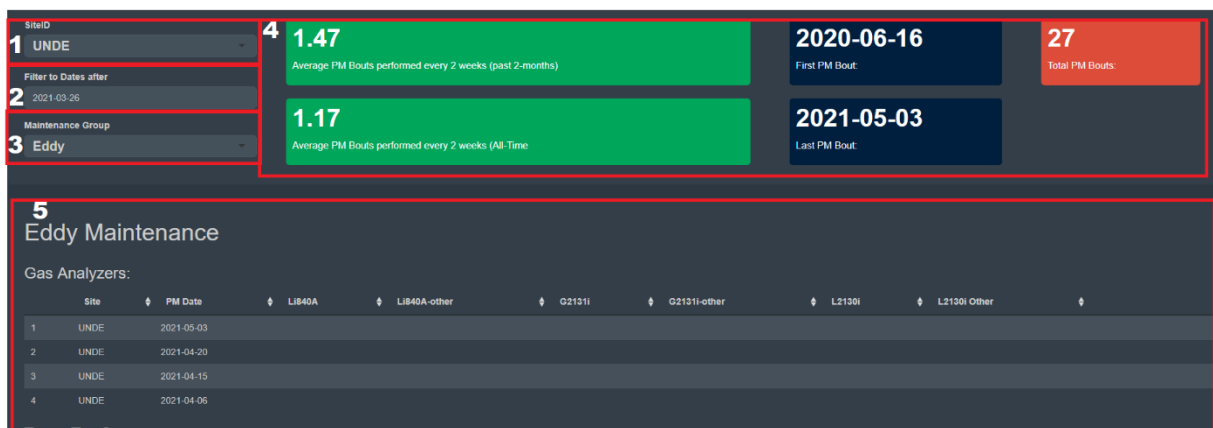 SiteID
1 UNDE
Filter to Dates after
2 2021-03-26
Maintenance Group
3 Eddy
4
1.47
Average PM Bouts performed every 2 weeks (past 2-months)
2020-06-16
First PM Bout:
27
Total PM Bouts:
1.17
Average PM Bouts performed every 2 weeks (All-Time
2021-05-03
Last PM Bout:
5
Eddy Maintenance
Gas Analyzers:
Site PM Date Li840A Li840A-other G2131i G2131i-other L2130i L2130i Other
1 UNDE 2021-05-03
2 UNDE 2021-04-20
3 UNDE 2021-04-15
4 UNDE 2021-04-06